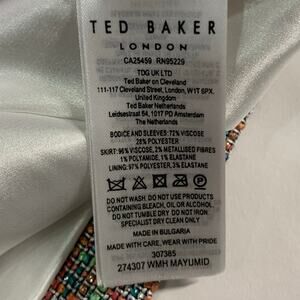 TED BAKER
LONDON
CA25459 RN95229
TDG UK LTD
Ted Baker on Cleveland
111-117 Cleveland Street, London, W1T 6PX.
United Kingdom
Ted Baker Netherlands
Leidsestraat 54, 1017 PD Amsterdam
The Netherlands
BODICE AND SLEEVES: 72% VISCOSE
28% POLYESTER
SKIRT: 96% VISCOSE, 2% METALLISED FIBRES
1% POLYAMIDE, 1% ELASTANE
LINING: 97% POLYESTER, 3% ELASTANE
DO NOT WASH. DO NOT USE PRODUCTS
CONTAINING BLEACH, OIL OR ALCOHOL.
DO NOT TUMBLE DRY. DO NOT IRON.
SPECIALIST DRY CLEAN ONLY
MADE IN BULGARIA
MADE WITH CARE, WEAR WITH PRIDE
307385
274307 WMH MAYUMID